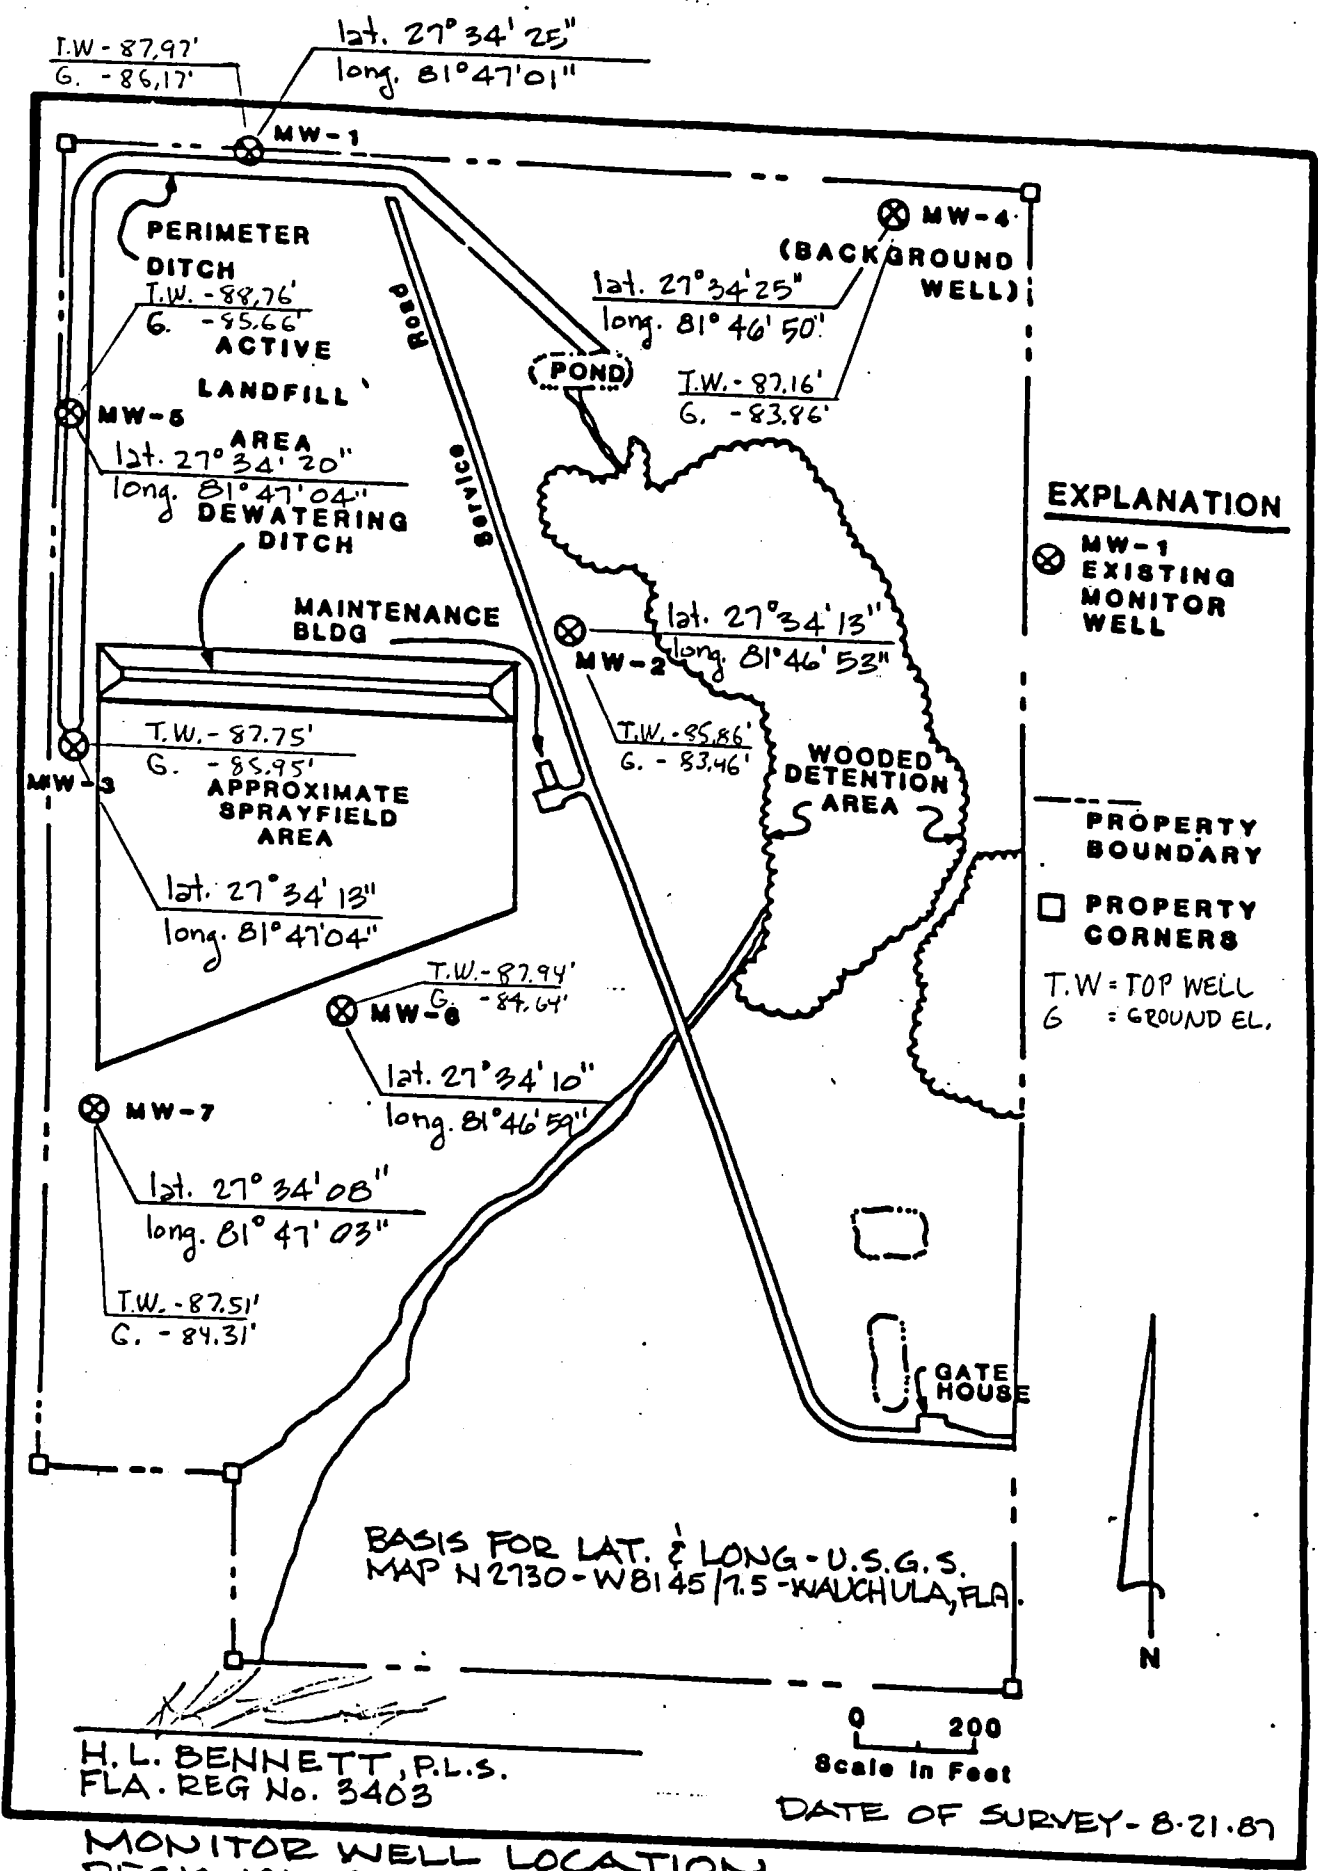 T.W - 87.97'
G. - 86.17'
lat. 27° 34' 25"
long. 81° 47' 01"
MW-1
MW-4
(BACKGROUND
WELL)
lat. 27° 34' 25"
long. 81° 46' 50"
T.W. - 87.16'
G. - 83.86'
PERIMETER
DITCH
T.W. - 88.76'
G. - 85.66'
ACTIVE
LANDFILL
AREA
MW-5
lat. 27° 34' 20"
long. 81° 47' 04"
Service Road
(POND)
DEWATERING
DITCH
MAINTENANCE
BLDG
lat. 27° 34' 13"
long. 81° 46' 53"
MW-2
T.W. - 85.86'
G. - 83.46'
EXPLANATION
MW-1
EXISTING
MONITOR
WELL
T.W. - 87.75'
G. - 85.95'
MW-3
APPROXIMATE
SPRAYFIELD
AREA
WOODED
DETENTION
AREA
PROPERTY
BOUNDARY
PROPERTY
CORNERS
T.W = TOP WELL
G = GROUND EL.
lat. 27° 34' 13"
long. 81° 47' 04"
T.W. - 87.94'
G. - 84.64'
MW-6
lat. 27° 34' 10"
long. 81° 46' 59"
MW-7
lat. 27° 34' 08"
long. 81° 47' 03"
T.W. - 87.51'
G. - 84.31'
GATE
HOUSE
BASIS FOR LAT. & LONG - U.S.G.S.
MAP N2730 - W8145/7.5 - WAUCHULA, FLA.
N
0 200
Scale in Feet
H. L. BENNETT, P.L.S.
FLA. REG No. 3403
DATE OF SURVEY - 8.21.87
MONITOR WELL LOCATION